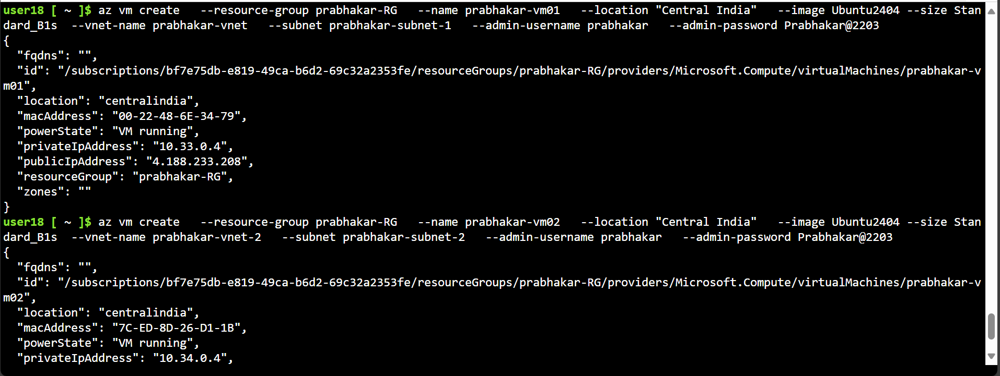 user18 [ ~ ]$ az vm create   --resource-group prabhakar-RG   --name prabhakar-vm01   --location "Central India"   --image Ubuntu2404 --size Stan
dard_B1s  --vnet-name prabhakar-vnet   --subnet prabhakar-subnet-1   --admin-username prabhakar   --admin-password Prabhakar@2203
{
  "fqdns": "",
  "id": "/subscriptions/bf7e75db-e819-49ca-b6d2-69c32a2353fe/resourceGroups/prabhakar-RG/providers/Microsoft.Compute/virtualMachines/prabhakar-v
m01",
  "location": "centralindia",
  "macAddress": "00-22-48-6E-34-79",
  "powerState": "VM running",
  "privateIpAddress": "10.33.0.4",
  "publicIpAddress": "4.188.233.208",
  "resourceGroup": "prabhakar-RG",
  "zones": ""
}
user18 [ ~ ]$ az vm create   --resource-group prabhakar-RG   --name prabhakar-vm02   --location "Central India"   --image Ubuntu2404 --size Stan
dard_B1s  --vnet-name prabhakar-vnet-2   --subnet prabhakar-subnet-2   --admin-username prabhakar   --admin-password Prabhakar@2203
{
  "fqdns": "",
  "id": "/subscriptions/bf7e75db-e819-49ca-b6d2-69c32a2353fe/resourceGroups/prabhakar-RG/providers/Microsoft.Compute/virtualMachines/prabhakar-v
m02",
  "location": "centralindia",
  "macAddress": "7C-ED-8D-26-D1-1B",
  "powerState": "VM running",
  "privateIpAddress": "10.34.0.4",